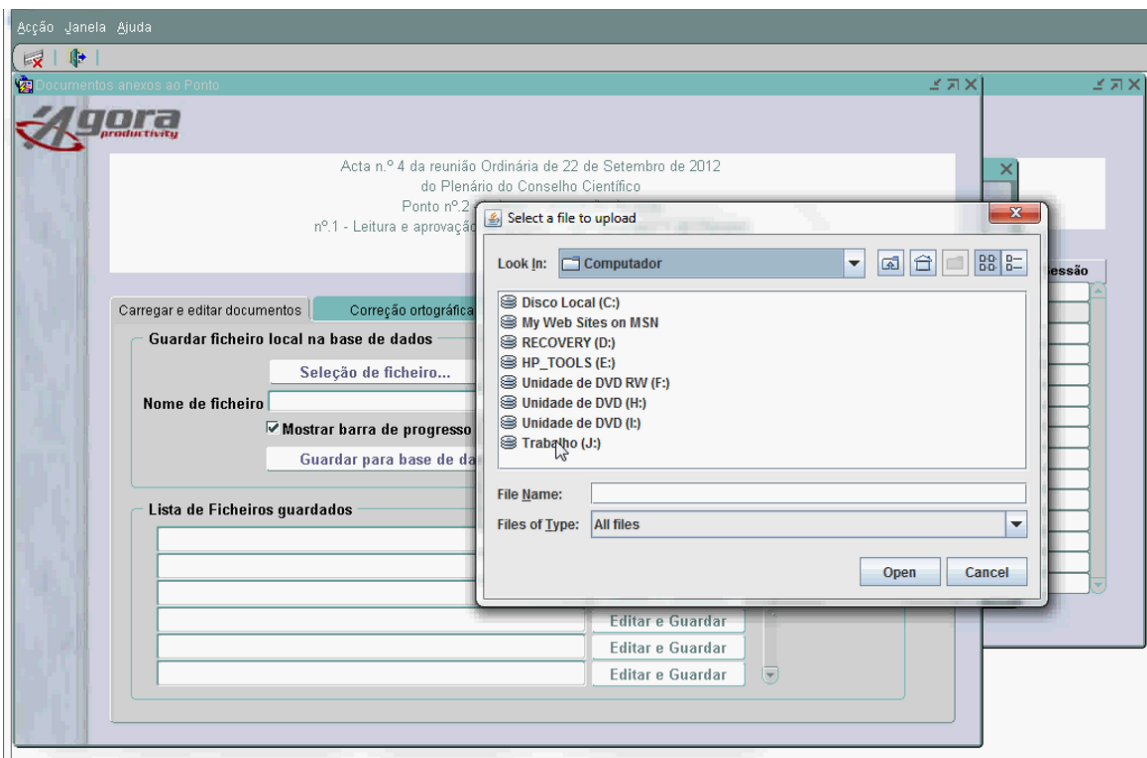 Acção Janela Ajuda
Documentos anexos ao Ponto
Agora
productivity
Acta n.º 4 da reunião Ordinária de 22 de Setembro de 2012
do Plenário do Conselho Científico
Ponto nº.2
nº.1 - Leitura e aprovação
Select a file to upload
Look In: Computador
Disco Local (C:)
My Web Sites on MSN
RECOVERY (D:)
HP_TOOLS (E:)
Unidade de DVD RW (F:)
Unidade de DVD (H:)
Unidade de DVD (I:)
Trabalho (J:)
File Name:
Files of Type: All files
Open Cancel
essão
Carregar e editar documentos Correção ortográfica
Guardar ficheiro local na base de dados
Seleção de ficheiro...
Nome de ficheiro
Mostrar barra de progresso
Guardar para base de da
Lista de Ficheiros guardados
Editar e Guardar
Editar e Guardar
Editar e Guardar